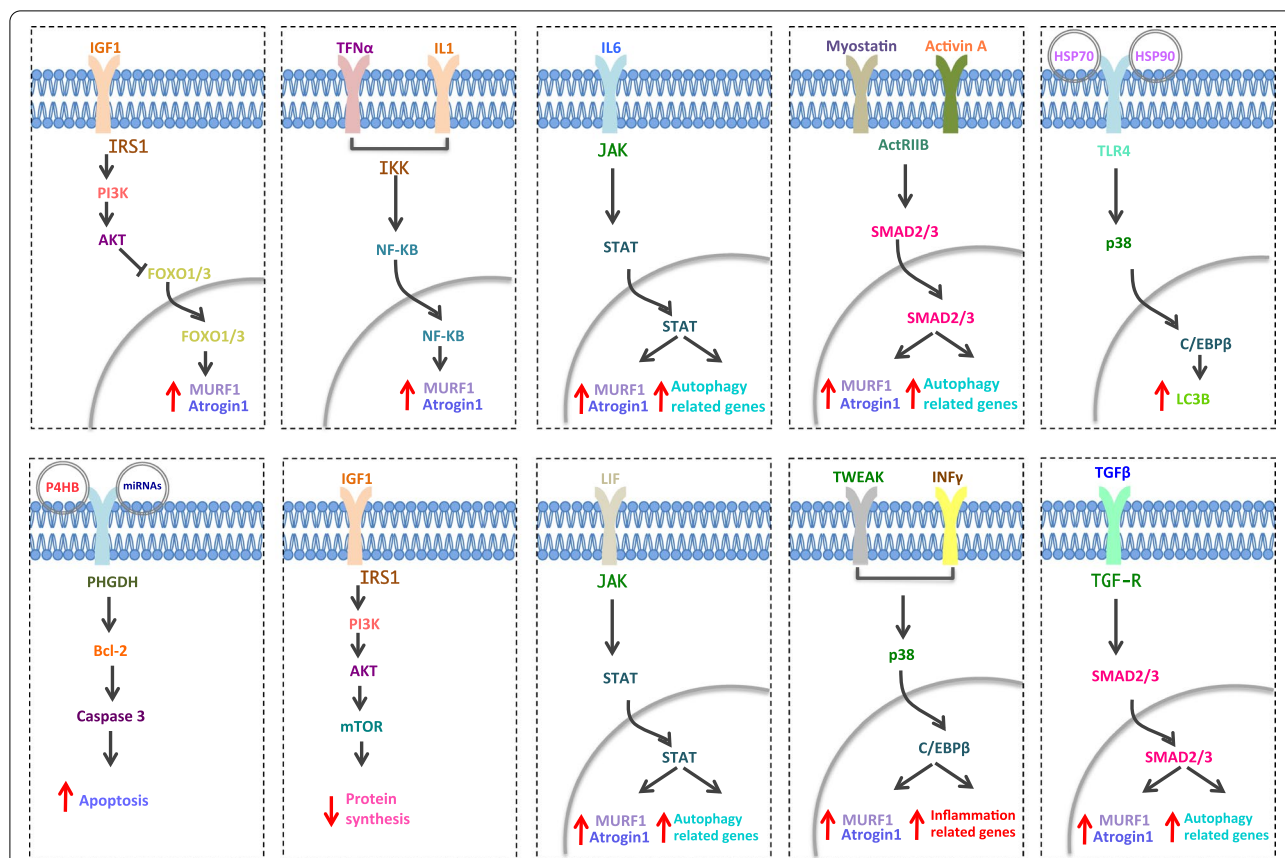 IGF1
IRS1
PI3K
AKT
FOXO1/3
FOXO1/3
MURF1
Atrogin1
TFNα
IL1
IKK
NF-KB
NF-KB
MURF1
Atrogin1
IL6
JAK
STAT
STAT
MURF1
Atrogin1
Autophagy
related genes
Myostatin
Activin A
ActRIIB
SMAD2/3
SMAD2/3
MURF1
Atrogin1
Autophagy
related genes
HSP70
HSP90
TLR4
p38
C/EBPβ
LC3B
P4HB
miRNAs
PHGDH
Bcl-2
Caspase 3
Apoptosis
IGF1
IRS1
PI3K
AKT
mTOR
Protein
synthesis
LIF
JAK
STAT
STAT
MURF1
Atrogin1
Autophagy
related genes
TWEAK
INFγ
p38
C/EBPβ
MURF1
Atrogin1
Inflammation
related genes
TGFβ
TGF-R
SMAD2/3
SMAD2/3
MURF1
Atrogin1
Autophagy
related genes